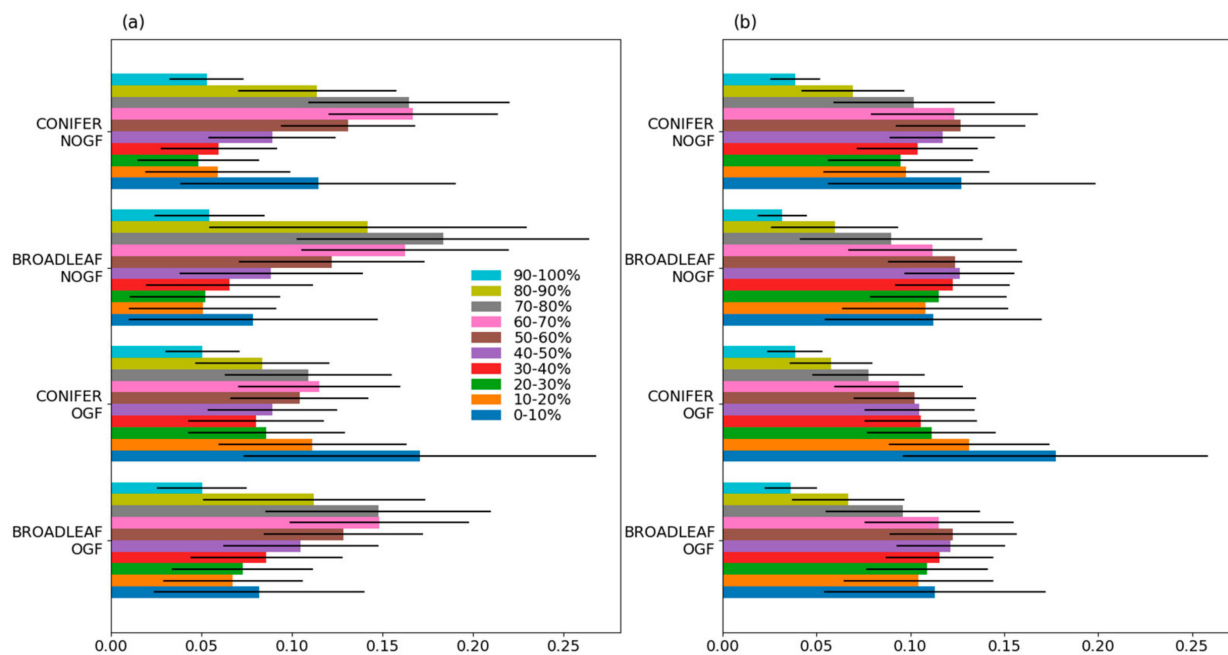 (a)
CONIFER
NOGF
BROADLEAF
NOGF
CONIFER
OGF
BROADLEAF
OGF
90-100%
80-90%
70-80%
60-70%
50-60%
40-50%
30-40%
20-30%
10-20%
0-10%
0.00 0.05 0.10 0.15 0.20 0.25
(b)
CONIFER
NOGF
BROADLEAF
NOGF
CONIFER
OGF
BROADLEAF
OGF
0.00 0.05 0.10 0.15 0.20 0.25